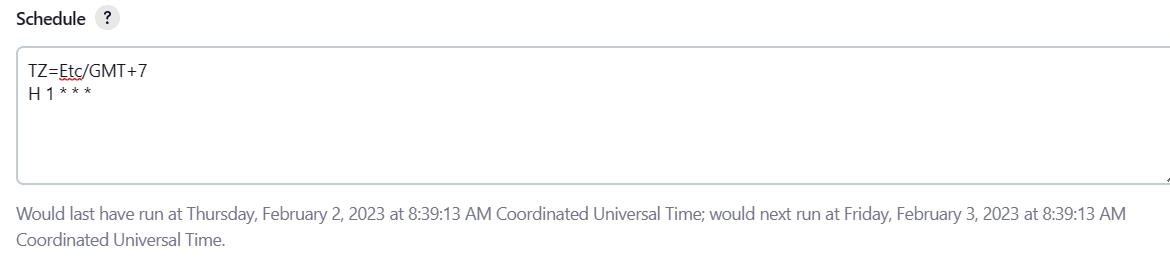 Schedule ?
TZ=Etc/GMT+7
H 1 * * *
Would last have run at Thursday, February 2, 2023 at 8:39:13 AM Coordinated Universal Time; would next run at Friday, February 3, 2023 at 8:39:13 AM
Coordinated Universal Time.